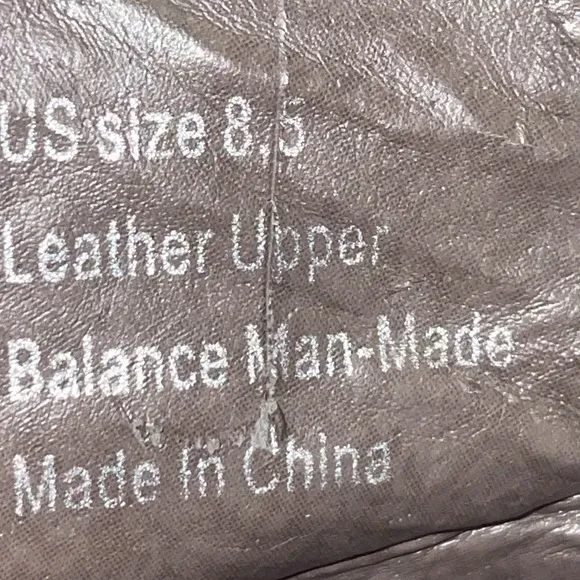 US size 8.5
Leather Upper
Balance Man-Made
Made In China